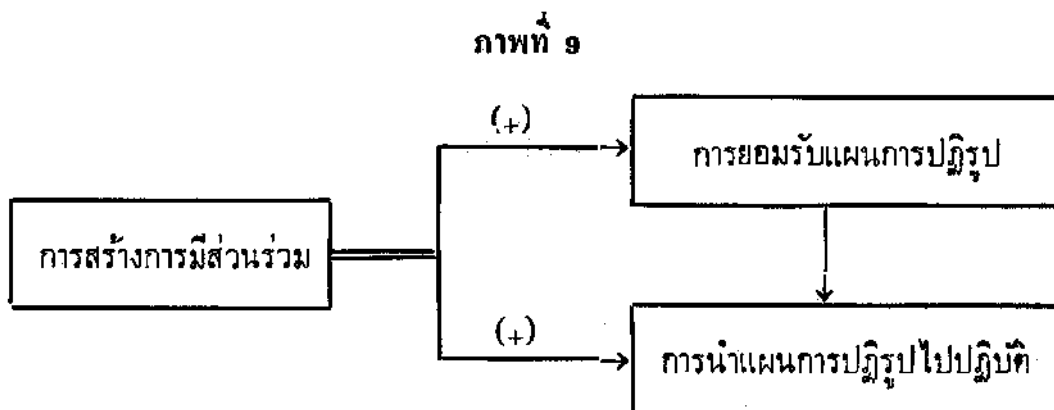 ภาพที่ 9
(+)
การยอมรับแผนการปฏิรูป
การสร้างการมีส่วนร่วม
(+)
การนำแผนการปฏิรูปไปปฏิบัติ